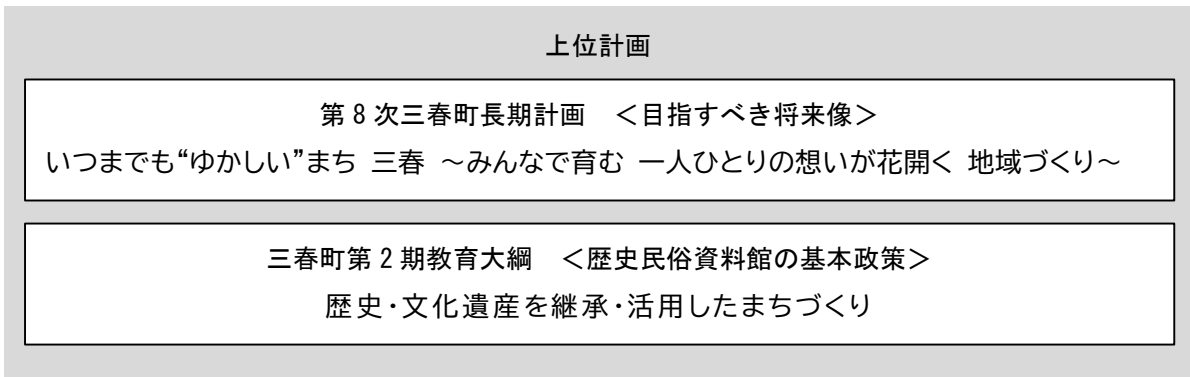 上位計画
第8次三春町長期計画　＜目指すべき将来像＞
いつまでも“ゆかしい”まち 三春 ～みんなで育む 一人ひとりの想いが花開く 地域づくり～
三春町第2期教育大綱　＜歴史民俗資料館の基本政策＞
歴史・文化遺産を継承・活用したまちづくり